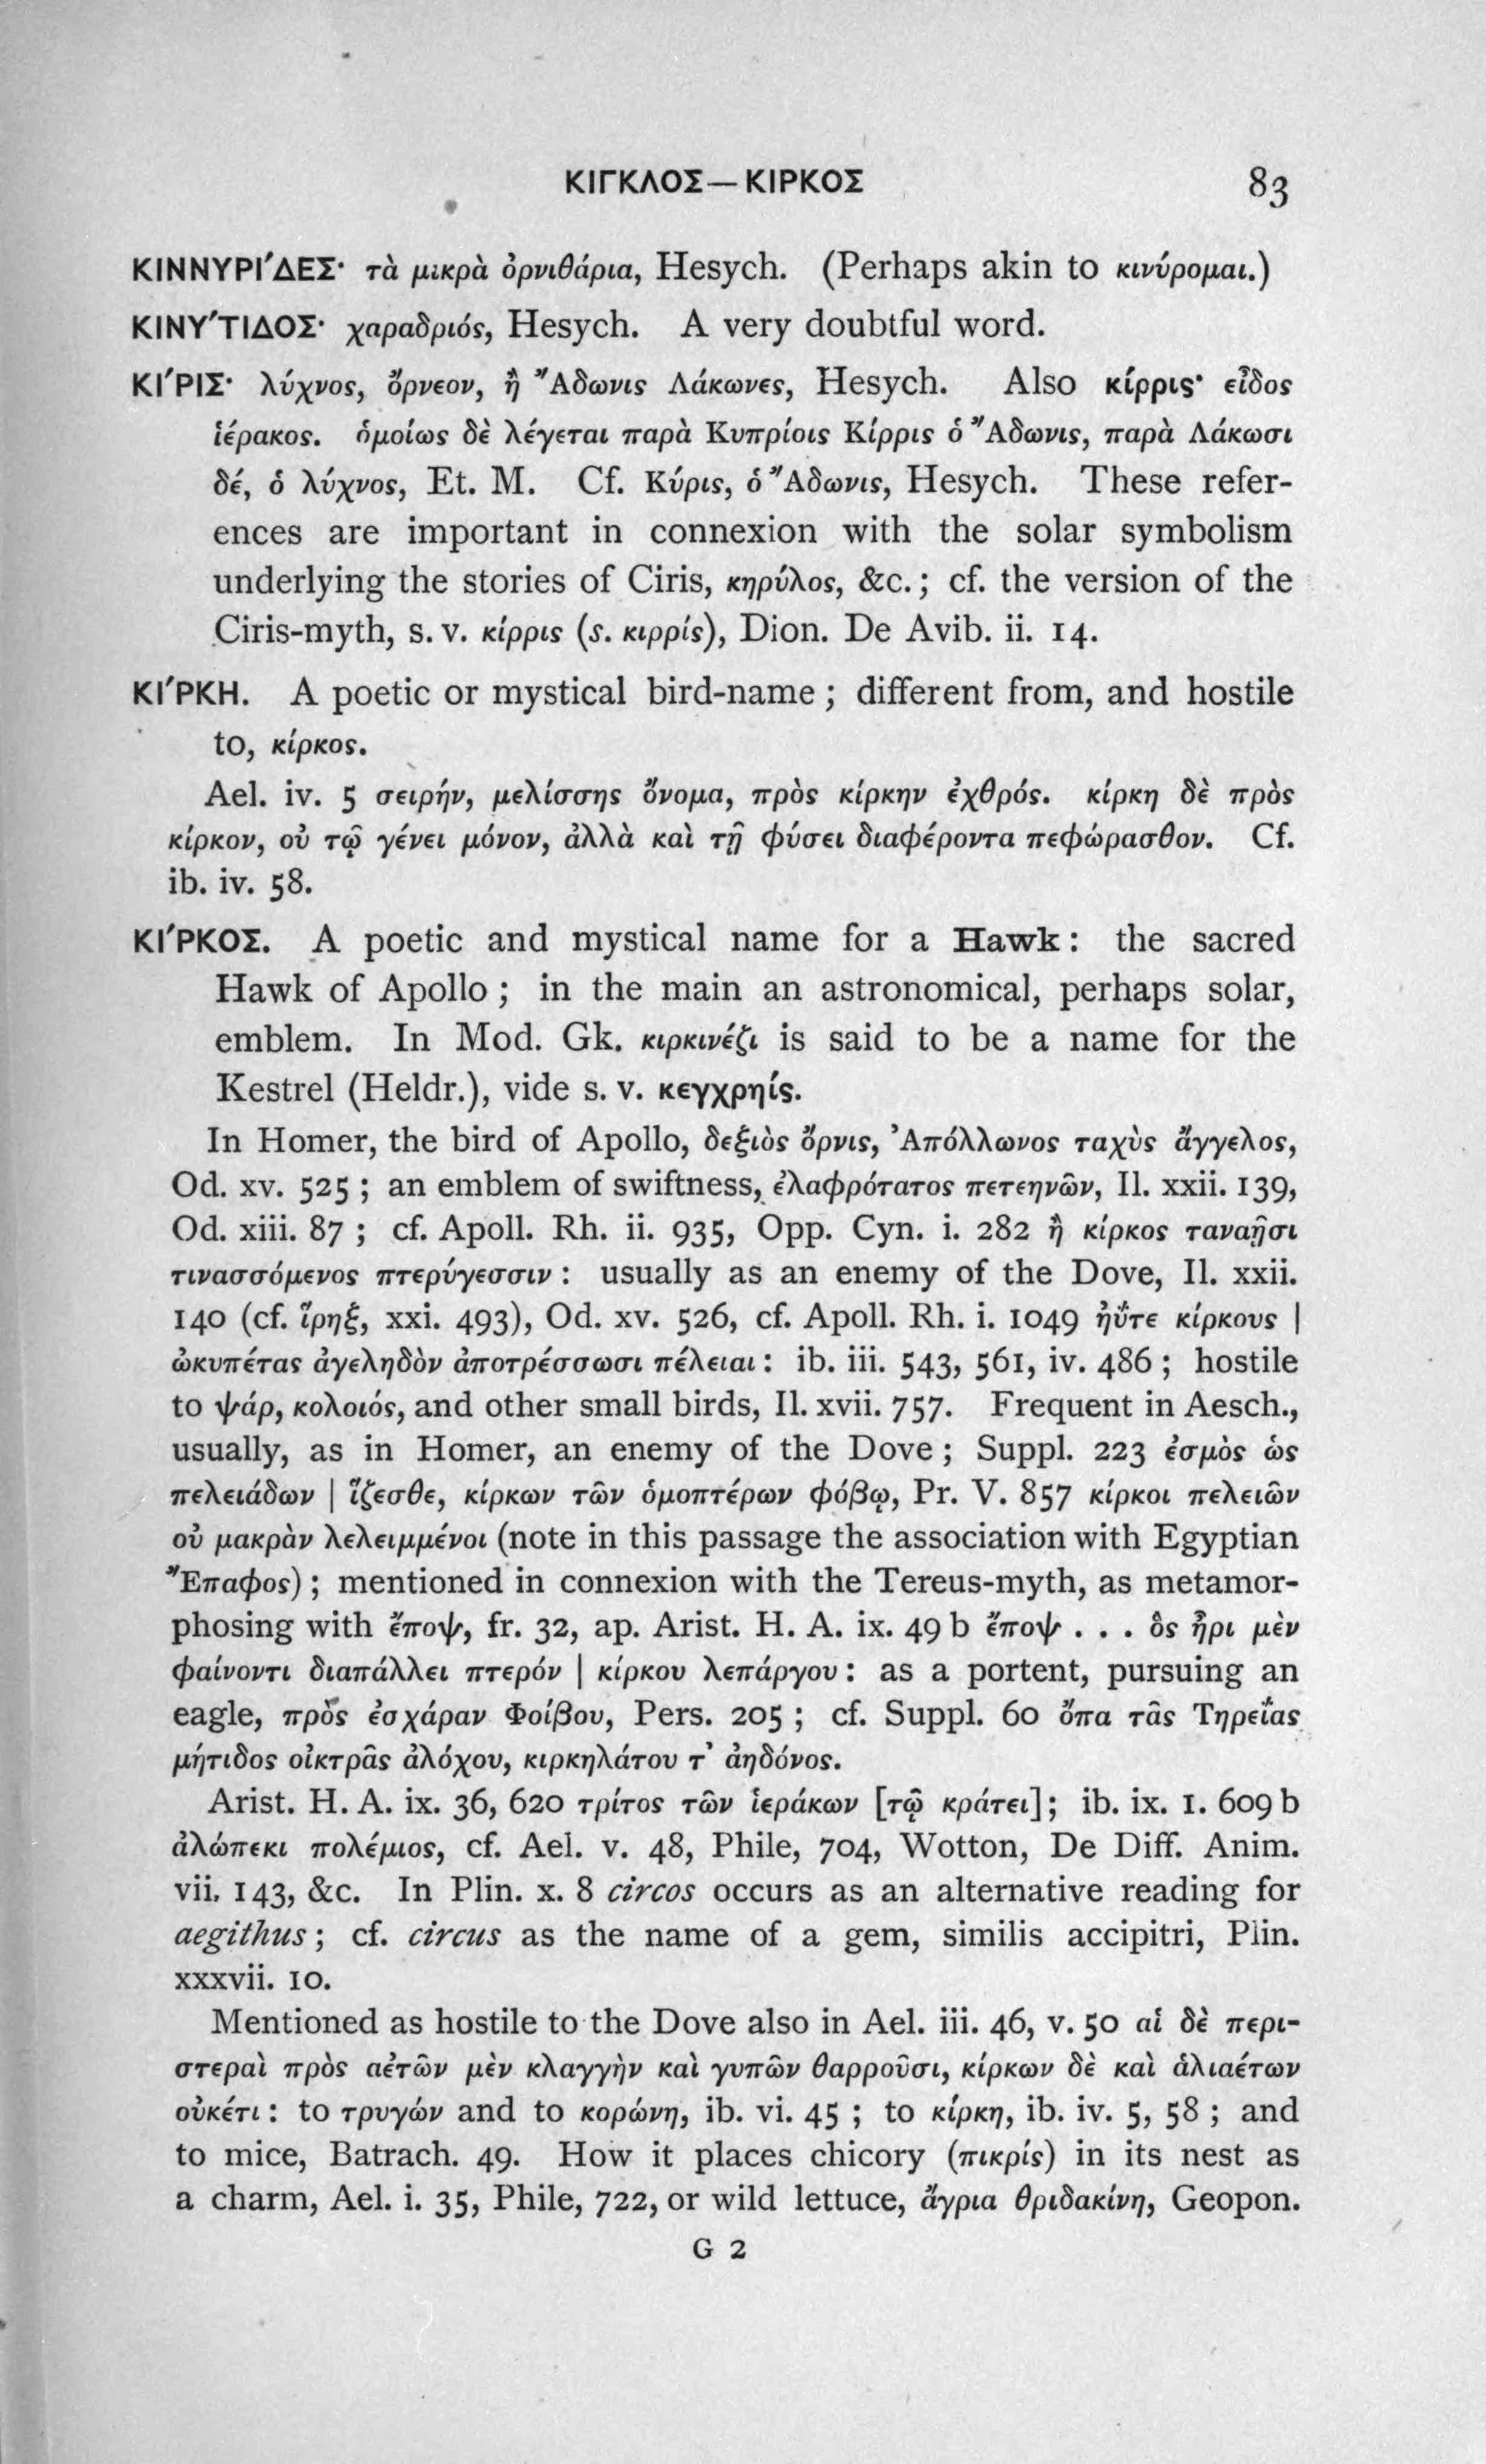 ΚΙΓΚΛΟΣ—ΚΙΡΚΟΣ 83
ΚΙΝΝΥΡΙ´ΔΕΣ· τὰ μικρὰ ὀρνιθάρια, Hesych. (Perhaps akin to κινύρομαι.)
ΚΙΝΥ´ΤΙΔΟΣ· χαραδριός, Hesych. A very doubtful word.
ΚΙ´ΡΙΣ· λύχνος, ὄρνεον, ἢ Ἄδωνις Λάκωνες, Hesych. Also κίρρις· εἶδος
ἱέρακος. ὁμοίως δὲ λέγεται παρὰ Κυπρίοις Κίρρις ὁ Ἄδωνις, παρὰ Λάκωσι
δέ, ὁ λύχνος, Et. M. Cf. Κύρις, ὁ Ἄδωνις, Hesych. These refer-
ences are important in connexion with the solar symbolism
underlying the stories of Ciris, κηρύλος, &c.; cf. the version of the
Ciris-myth, s. v. κίρρις (s. κιρρίς), Dion. De Avib. ii. 14.
ΚΙ´ΡΚΗ. A poetic or mystical bird-name; different from, and hostile
to, κίρκος.
Ael. iv. 5 σειρήν, μελίσσης ὄνομα, πρὸς κίρκην ἐχθρός. κίρκη δὲ πρὸς
κίρκον, οὐ τῷ γένει μόνον, ἀλλὰ καὶ τῇ φύσει διαφέροντα πεφώρασθον. Cf.
ib. iv. 58.
ΚΙ´ΡΚΟΣ. A poetic and mystical name for a Hawk: the sacred
Hawk of Apollo; in the main an astronomical, perhaps solar,
emblem. In Mod. Gk. κιρκινέζι is said to be a name for the
Kestrel (Heldr.), vide s. v. κεγχρηίς.
In Homer, the bird of Apollo, δεξιὸς ὄρνις, Ἀπόλλωνος ταχὺς ἄγγελος,
Od. xv. 525; an emblem of swiftness, ἐλαφρότατος πετεηνῶν, Il. xxii. 139,
Od. xiii. 87; cf. Apoll. Rh. ii. 935, Opp. Cyn. i. 282 ἢ κίρκος ταναῇσι
τινασσόμενος πτερύγεσσιν: usually as an enemy of the Dove, Il. xxii.
140 (cf. ἴρηξ, xxi. 493), Od. xv. 526, cf. Apoll. Rh. i. 1049 ἠΰτε κίρκους |
ὠκυπέτας ἀγεληδὸν ἀποτρέσσωσι πέλειαι: ib. iii. 543, 561, iv. 486; hostile
to ψάρ, κολοιός, and other small birds, Il. xvii. 757. Frequent in Aesch.,
usually, as in Homer, an enemy of the Dove; Suppl. 223 ἑσμὸς ὡς
πελειάδων | ἵζεσθε, κίρκων τῶν ὁμοπτέρων φόβῳ, Pr. V. 857 κίρκοι πελειῶν
οὐ μακρὰν λελειμμένοι (note in this passage the association with Egyptian
Ἔπαφος); mentioned in connexion with the Tereus-myth, as metamor-
phosing with ἔποψ, fr. 32, ap. Arist. H. A. ix. 49 b ἔποψ . . . ὃς ἦρι μὲν
φαίνοντι διαπάλλει πτερόν | κίρκου λεπάργου: as a portent, pursuing an
eagle, πρὸς ἐσχάραν Φοίβου, Pers. 205; cf. Suppl. 60 ὄπα τᾶς Τηρεΐας
μήτιδος οἰκτρᾶς ἀλόχου, κιρκηλάτου τ’ ἀηδόνος.
Arist. H. A. ix. 36, 620 τρίτος τῶν ἱεράκων [τῷ κράτει]; ib. ix. 1. 609 b
ἀλώπεκι πολέμιος, cf. Ael. v. 48, Phile, 704, Wotton, De Diff. Anim.
vii. 143, &c. In Plin. x. 8 circos occurs as an alternative reading for
aegithus; cf. circus as the name of a gem, similis accipitri, Plin.
xxxvii. 10.
Mentioned as hostile to the Dove also in Ael. iii. 46, v. 50 αἱ δὲ περι-
στεραὶ πρὸς αἰετῶν μὲν κλαγγὴν καὶ γυπῶν θαρροῦσι, κίρκων δὲ καὶ ἁλιαέτων
οὐκέτι: to τρυγών and to κορώνη, ib. vi. 45; to κίρκη, ib. iv. 5, 58; and
to mice, Batrach. 49. How it places chicory (πικρίς) in its nest as
a charm, Ael. i. 35, Phile, 722, or wild lettuce, ἄγρια θριδακίνη, Geopon.
G 2